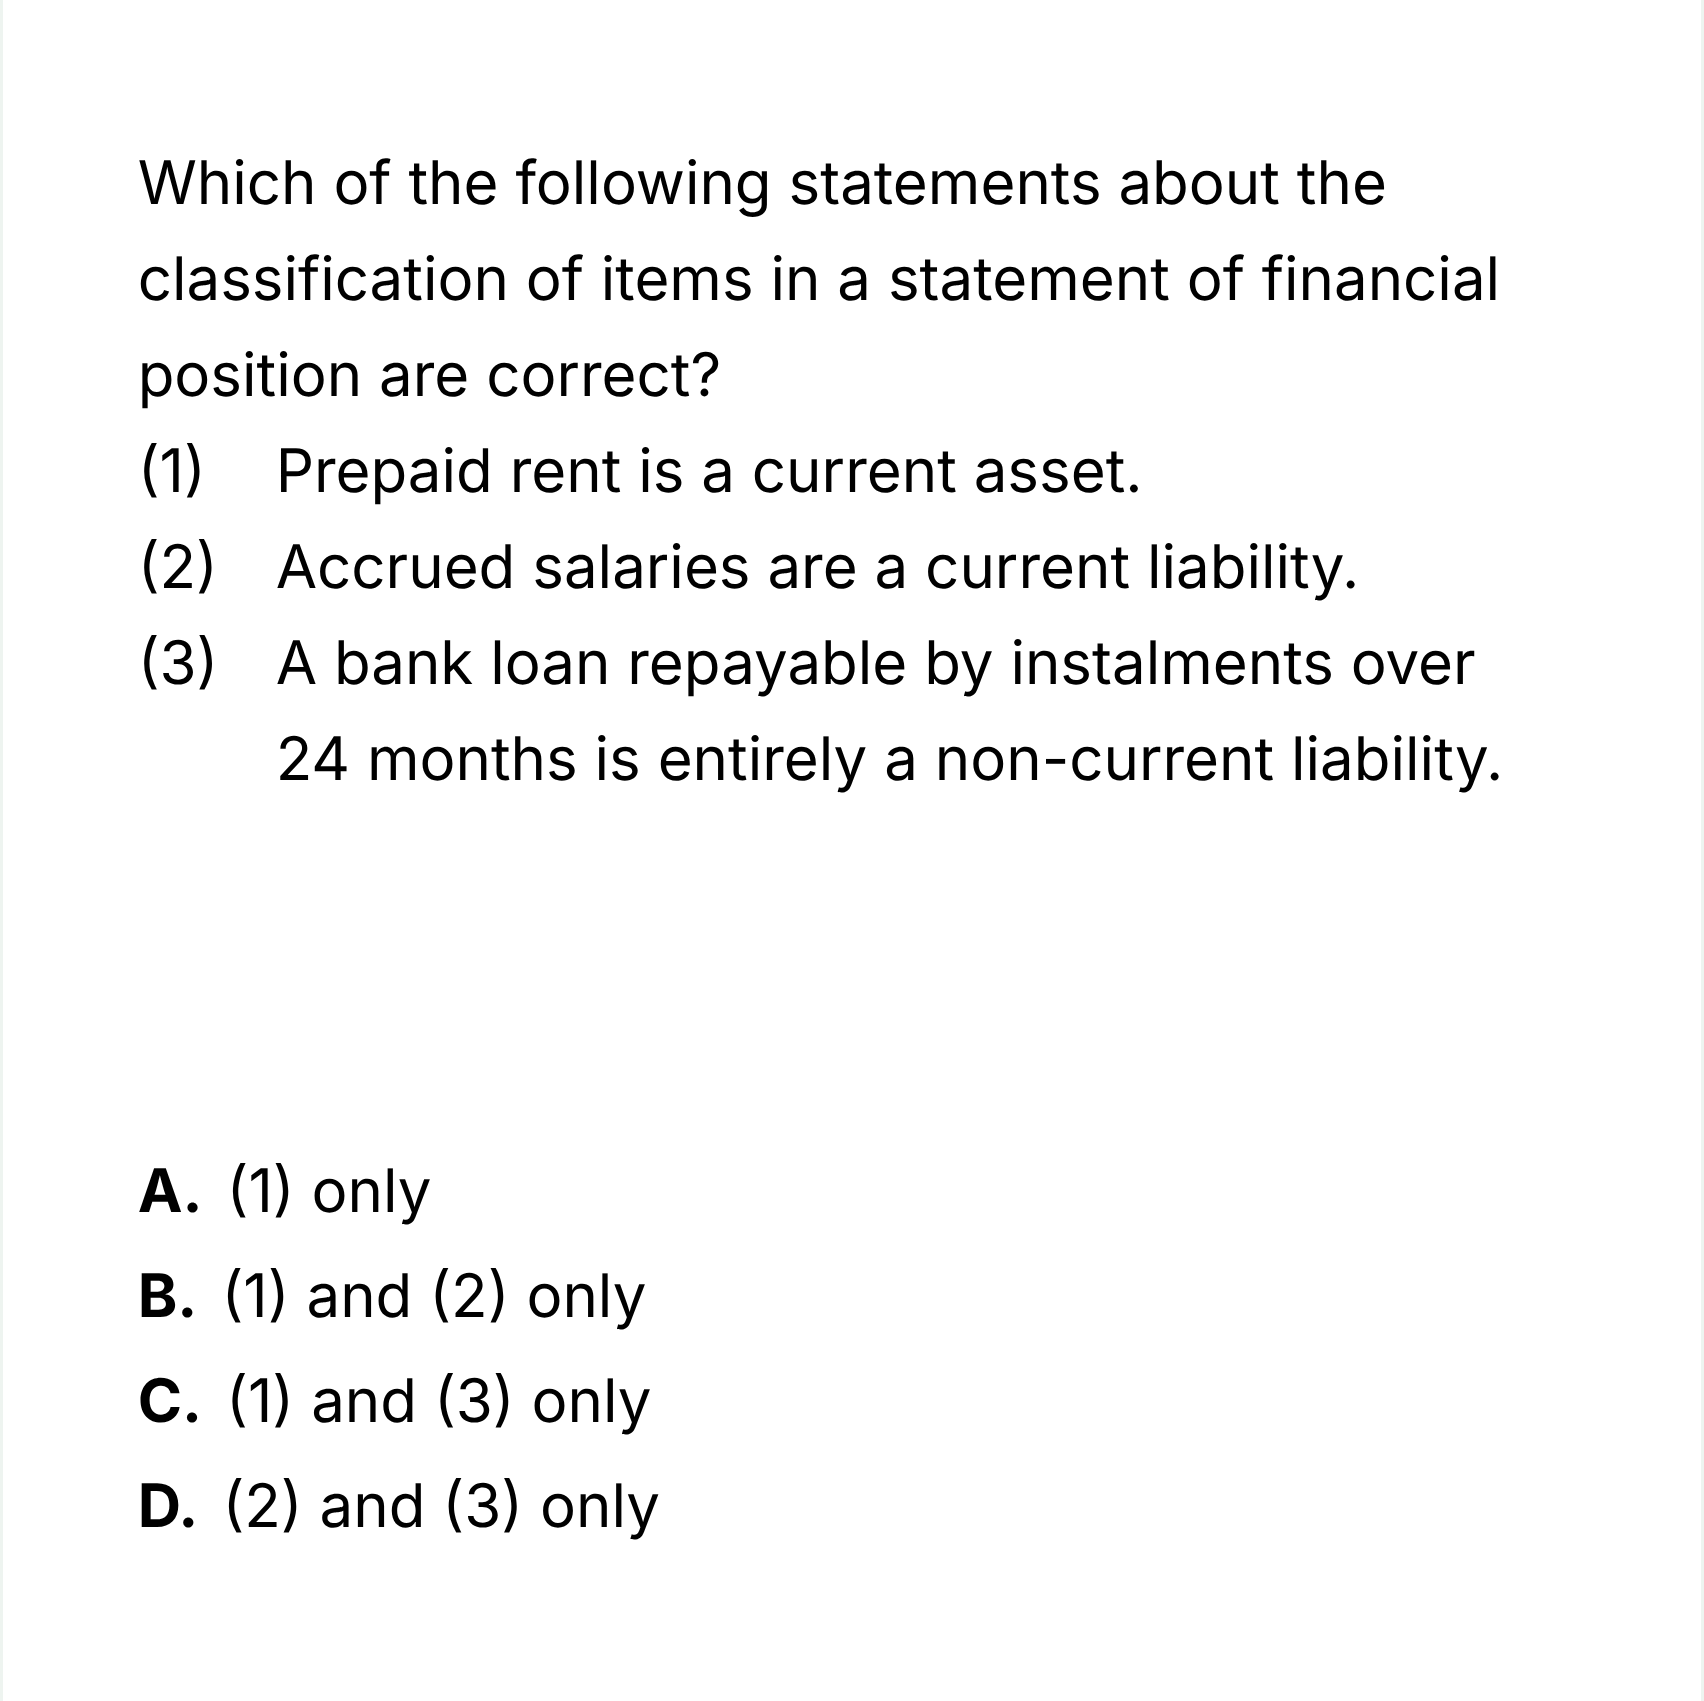 Which of the following statements about the
classification of items in a statement of financial
position are correct?
(1) Prepaid rent is a current asset.
(2) Accrued salaries are a current liability.
(3) A bank loan repayable by instalments over
24 months is entirely a non-current liability.
A. (1) only
B. (1) and (2) only
C. (1) and (3) only
D. (2) and (3) only